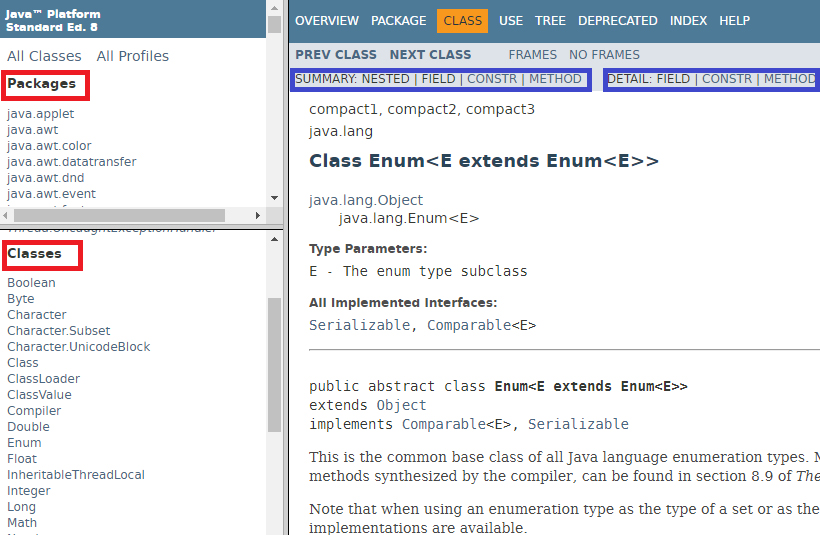 Java™ Platform
Standard Ed. 8
All Classes All Profiles
Packages
java.applet
java.awt
java.awt.color
java.awt.datatransfer
java.awt.dnd
java.awt.event
Classes
Boolean
Byte
Character
Character.Subset
Character.UnicodeBlock
Class
ClassLoader
ClassValue
Compiler
Double
Enum
Float
InheritableThreadLocal
Integer
Long
Math
OVERVIEW PACKAGE CLASS USE TREE DEPRECATED INDEX HELP
PREV CLASS NEXT CLASS FRAMES NO FRAMES
SUMMARY: NESTED | FIELD | CONSTR | METHOD DETAIL: FIELD | CONSTR | METHOD
compact1, compact2, compact3
java.lang
Class Enum<E extends Enum<E>>
java.lang.Object
java.lang.Enum<E>
Type Parameters:
E - The enum type subclass
All Implemented Interfaces:
Serializable, Comparable<E>
public abstract class Enum<E extends Enum<E>>
extends Object
implements Comparable<E>, Serializable
This is the common base class of all Java language enumeration types.
methods synthesized by the compiler, can be found in section 8.9 of The
Note that when using an enumeration type as the type of a set or as the
implementations are available.